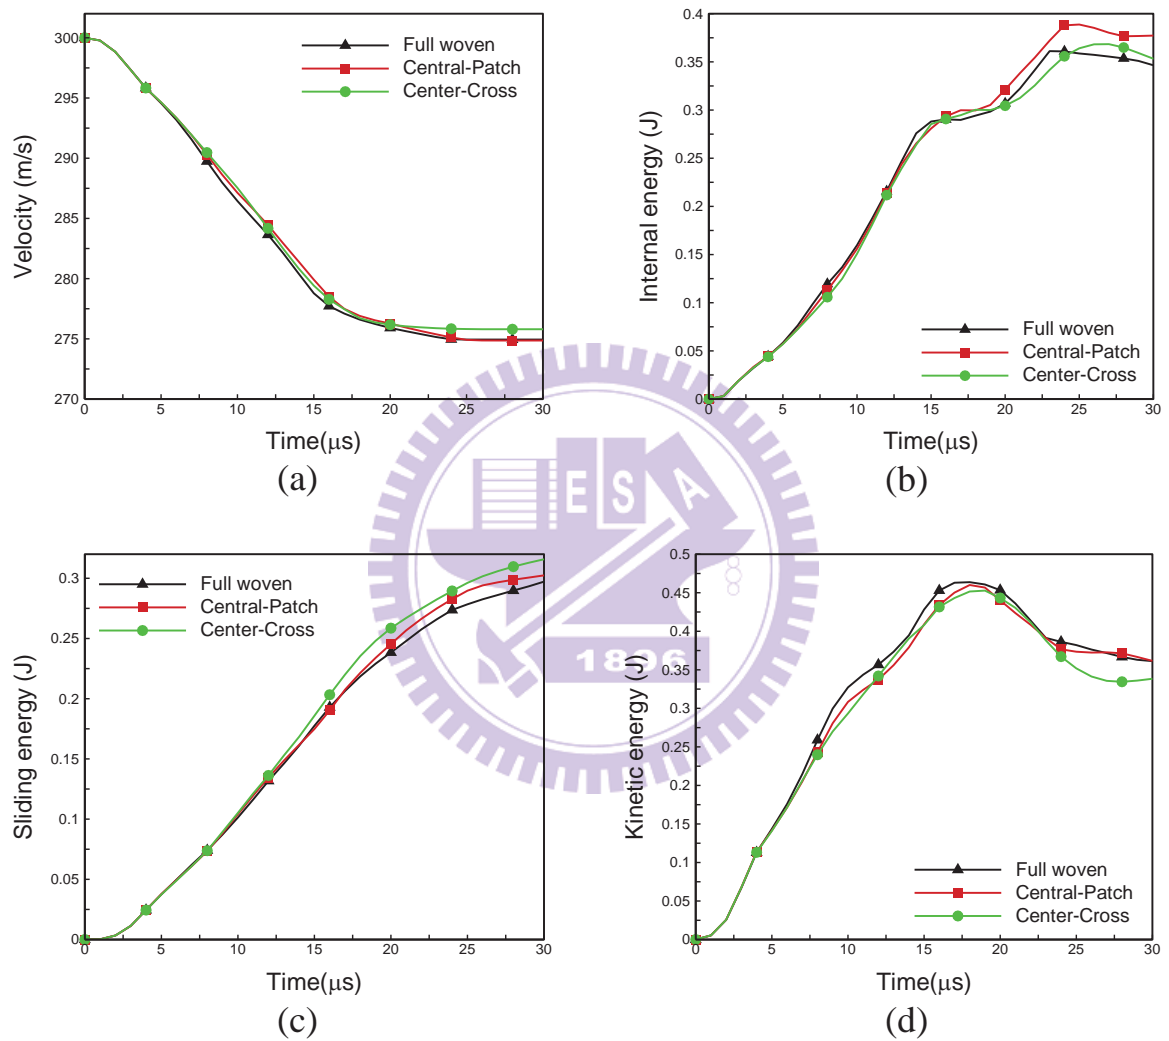 300
295
290
285
280
275
270
Velocity (m/s)
Full woven
Central-Patch
Center-Cross
0 5 10 15 20 25 30
Time(μs)
(a)
0.4
0.35
0.3
0.25
0.2
0.15
0.1
0.05
0
Internal energy (J)
Full woven
Central-Patch
Center-Cross
0 5 10 15 20 25 30
Time(μs)
(b)
E S A
1896
0.3
0.25
0.2
0.15
0.1
0.05
0
Sliding energy (J)
Full woven
Central-Patch
Center-Cross
0 5 10 15 20 25 30
Time(μs)
(c)
0.5
0.45
0.4
0.35
0.3
0.25
0.2
0.15
0.1
0.05
0
Kinetic energy (J)
Full woven
Central-Patch
Center-Cross
0 5 10 15 20 25 30
Time(μs)
(d)